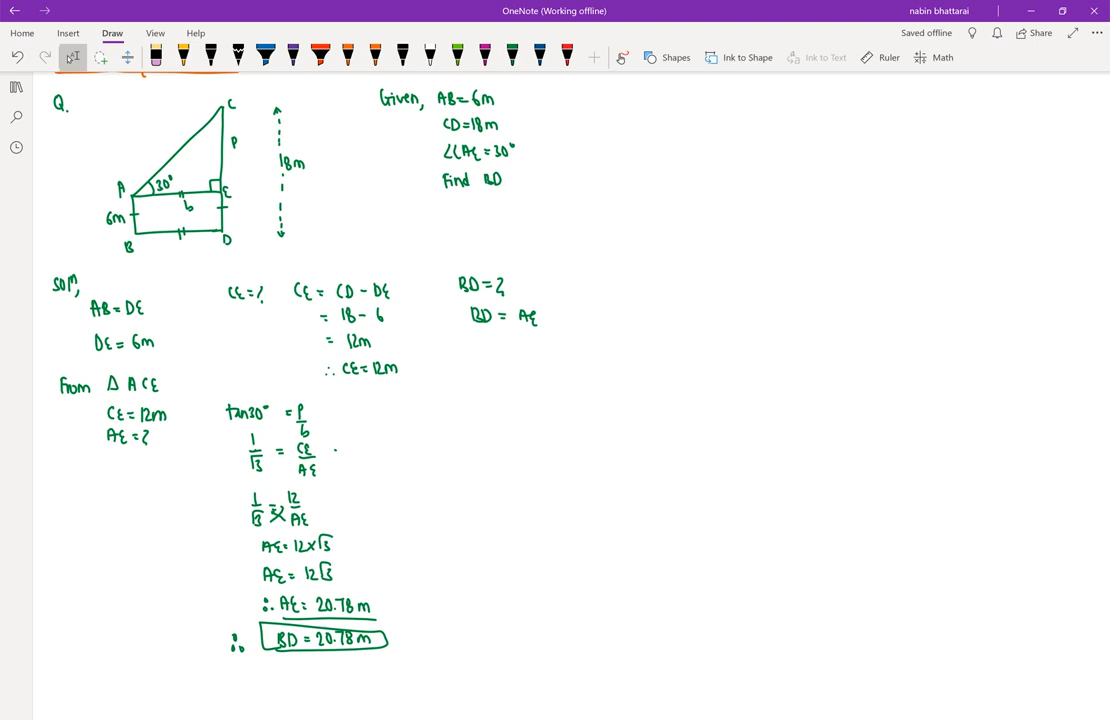 OneNote (Working offline)
nabin bhattarai
Home Insert Draw View Help
Saved offline
Share
Shapes
Ink to Shape
Ink to Text
Ruler
Math
Q.
C
P
18m
A
30°
E
b
6m
B
D
Given, AB=6m
CD=18m
∠CAE=30°
Find BD
Solⁿ,
AB=DE
DE=6m
CE=?
CE = CD - DE
= 18-6
= 12m
∴ CE=12m
BD=?
BD = AE
From Δ ACE
CE=12m
AE=?
tan30° = P/b
1/√3 = CE/AE
1/√3 = 12/AE
AE=12×√3
AE=12√3
∴ AE=20.78m
∴ BD=20.78m